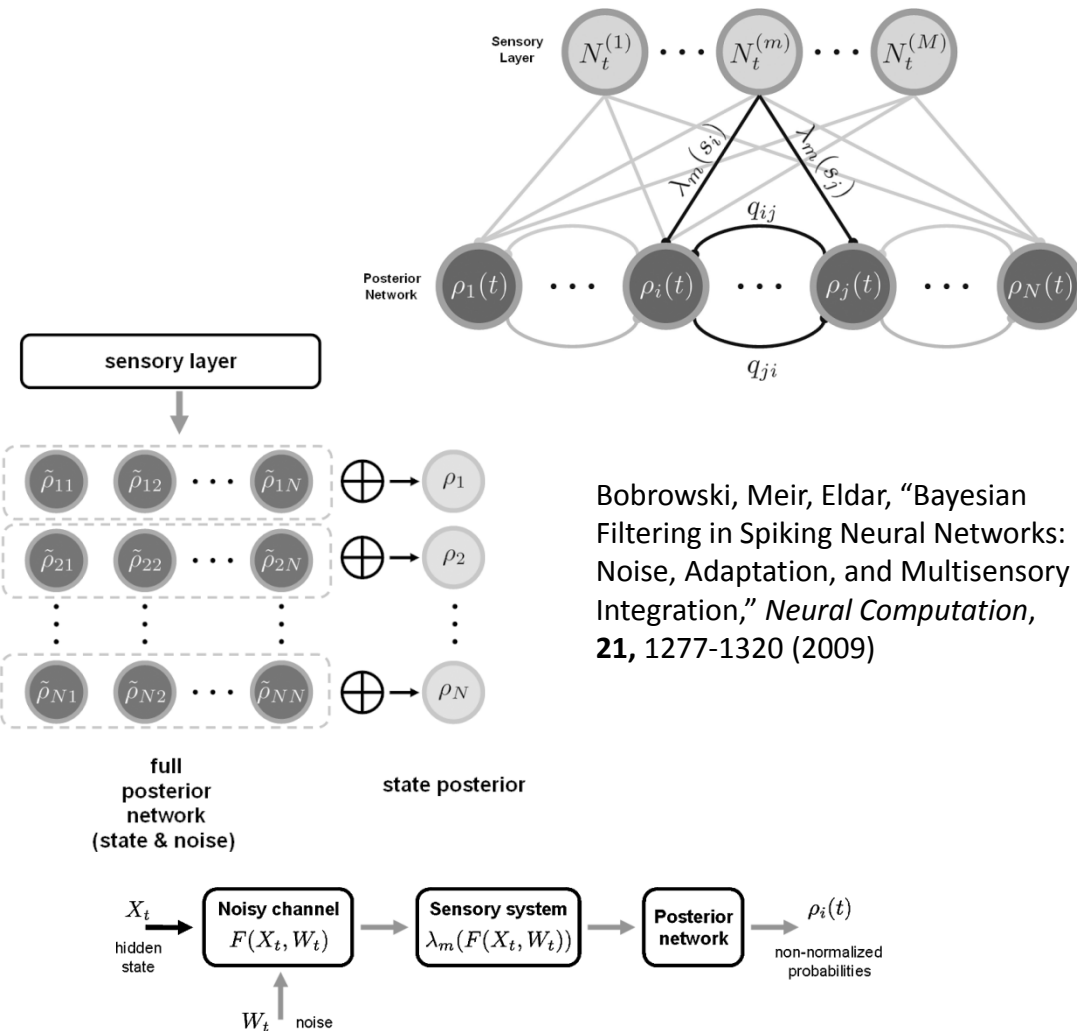 Sensory
Layer
N_t^{(1)} ··· N_t^{(m)} ··· N_t^{(M)}
λ_m(s_i) λ_m(s_j)
q_{ij}
Posterior
Network
ρ_1(t) ··· ρ_i(t) ··· ρ_j(t) ··· ρ_N(t)
q_{ji}
sensory layer
ρ̃_{11} ρ̃_{12} ··· ρ̃_{1N} ⊕ → ρ_1
ρ̃_{21} ρ̃_{22} ··· ρ̃_{2N} ⊕ → ρ_2
ρ̃_{N1} ρ̃_{N2} ··· ρ̃_{NN} ⊕ → ρ_N
full
posterior
network
(state & noise)
state posterior
Bobrowski, Meir, Eldar, “Bayesian
Filtering in Spiking Neural Networks:
Noise, Adaptation, and Multisensory
Integration,” Neural Computation,
21, 1277-1320 (2009)
X_t
hidden
state
Noisy channel
F(X_t, W_t)
Sensory system
λ_m(F(X_t, W_t))
Posterior
network
ρ_i(t)
non-normalized
probabilities
W_t noise